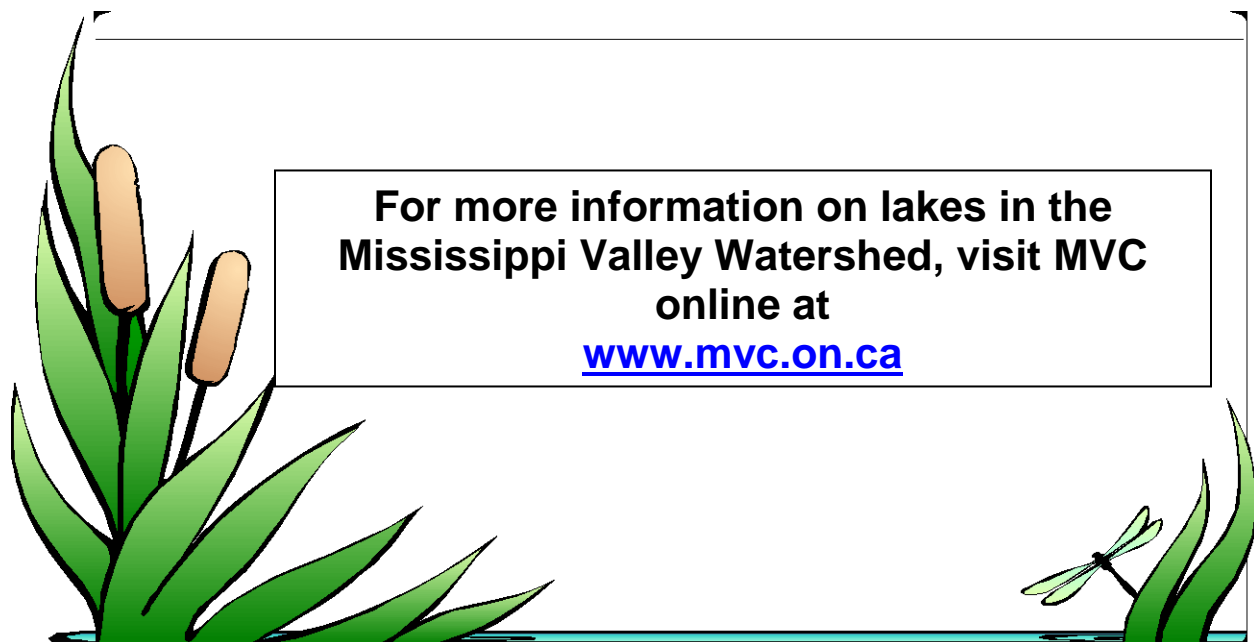 For more information on lakes in the
Mississippi Valley Watershed, visit MVC
online at
www.mvc.on.ca